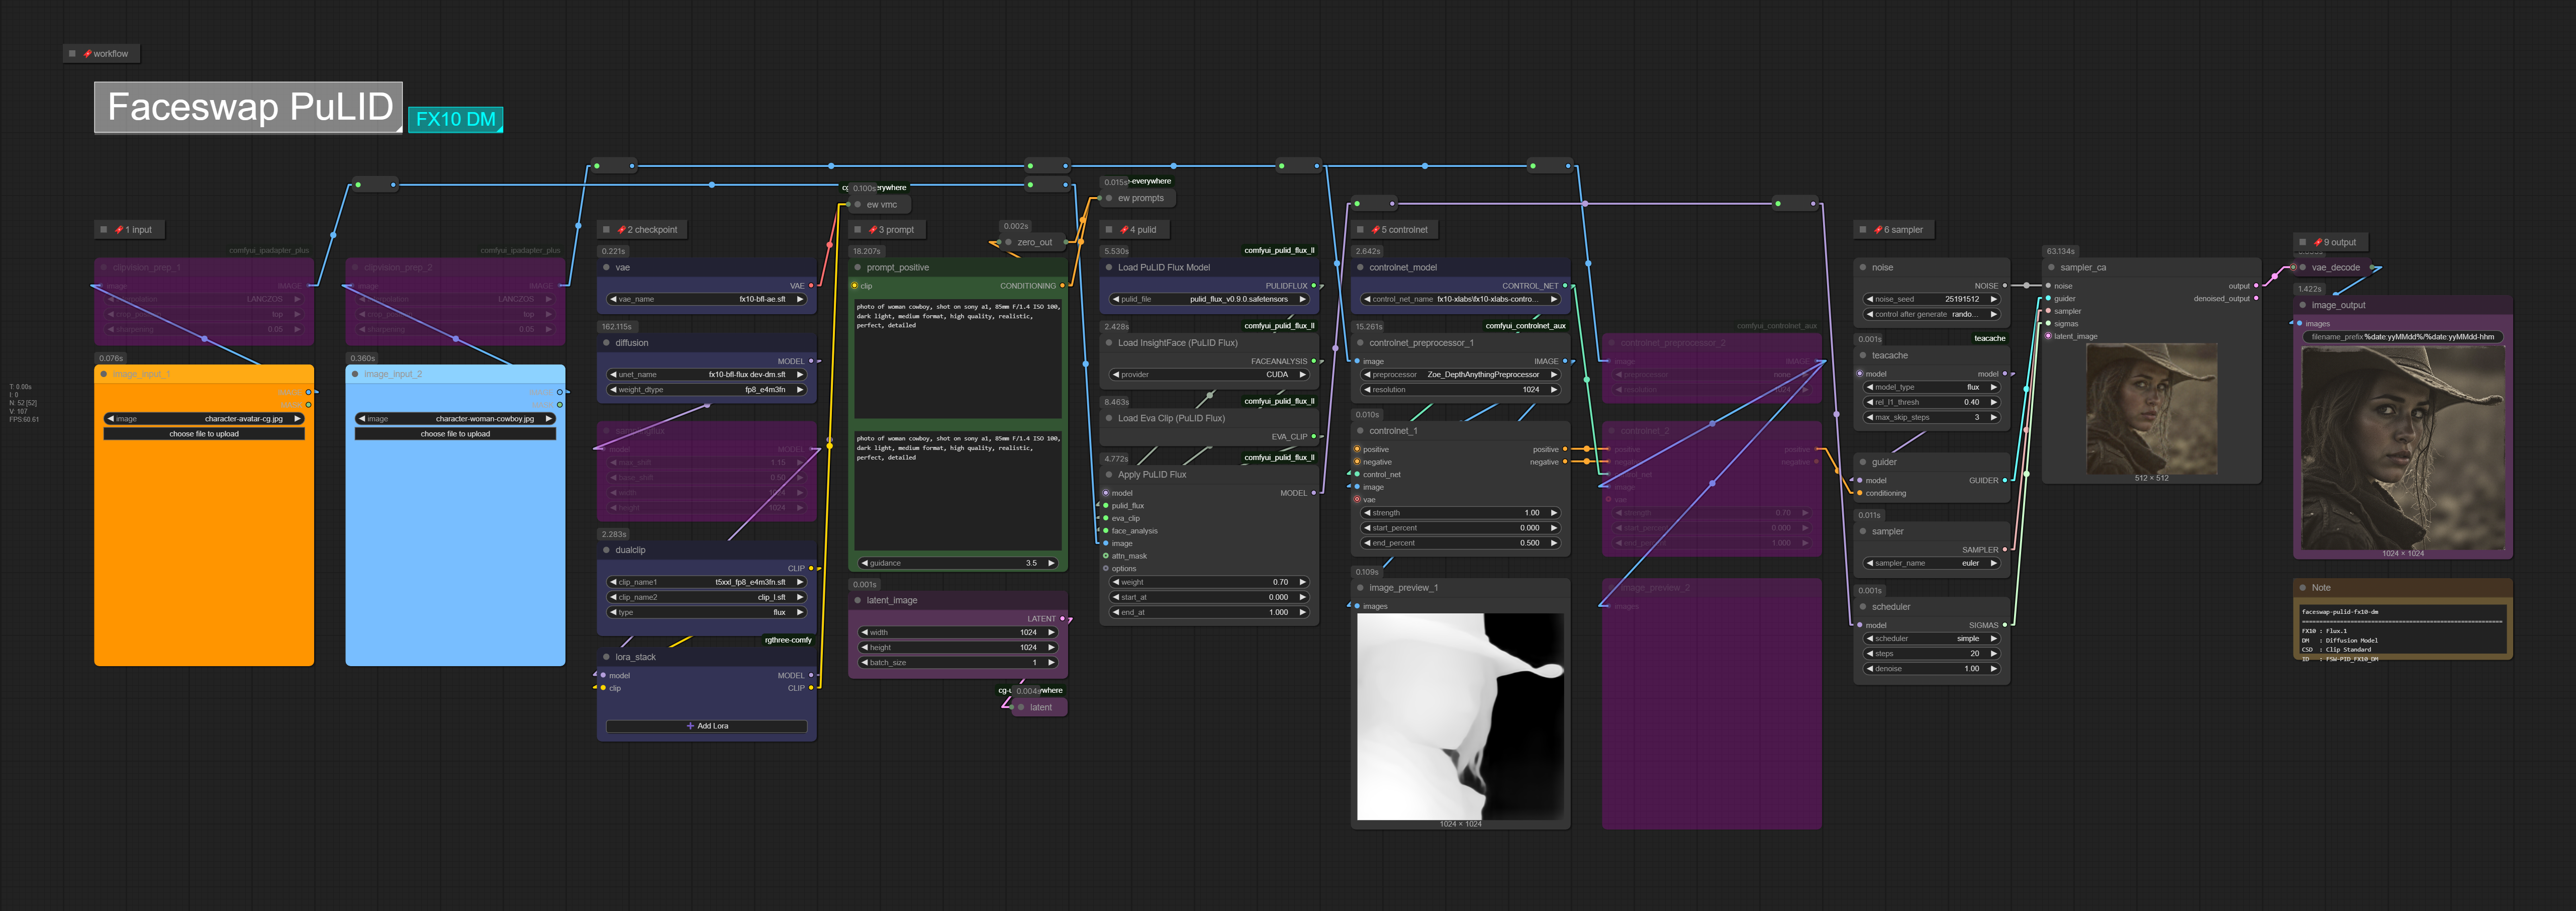 workflow
Faceswap PuLID
FX10 DM
T: 0.00s
I: 0
N: 52 [52]
V: 107
FPS:60.61
1 input
comfyui_ipadapter_plus
clipvision_prep_1
image
IMAGE
LANCZOS
crop_position
top
sharpening
0.05
0.076s
image_input_1
image
character-avatar-cg.jpg
choose file to upload
comfyui_ipadapter_plus
clipvision_prep_2
image
IMAGE
LANCZOS
crop_position
top
sharpening
0.05
0.360s
image_input_2
image
character-woman-cowboy.jpg
choose file to upload
2 checkpoint
0.221s
vae
VAE
vae_name
fx10-bfl-ae.sft
162.115s
diffusion
MODEL
unet_name
fx10-bfl-flux dev-dm.sft
weight_dtype
fp8_e4m3fn
model
MODEL
max_shift
1.15
base_shift
0.50
width
1024
height
1024
2.283s
dualclip
CLIP
clip_name1
t5xxl_fp8_e4m3fn.sft
clip_name2
clip_l.sft
type
flux
rgthree-comfy
lora_stack
model
MODEL
clip
CLIP
+ Add Lora
0.100s
ew vmc
3 prompt
0.002s
zero_out
18.207s
prompt_positive
clip
CONDITIONING
photo of woman cowboy, shot on sony a1, 85mm F/1.4 ISO 100,
dark light, medium format, high quality, realistic,
perfect, detailed
photo of woman cowboy, shot on sony a1, 85mm F/1.4 ISO 100,
dark light, medium format, high quality, realistic,
perfect, detailed
guidance
3.5
0.001s
latent_image
LATENT
width
1024
height
1024
batch_size
1
0.004s
latent
0.015s
ew prompts
4 pulid
5.530s
comfyui_pulid_flux_ll
Load PuLID Flux Model
PULIDFLUX
pulid_file
pulid_flux_v0.9.0.safetensors
2.428s
comfyui_pulid_flux_ll
Load InsightFace (PuLID Flux)
FACEANALYSIS
provider
CUDA
8.463s
comfyui_pulid_flux_ll
Load Eva Clip (PuLID Flux)
EVA_CLIP
4.772s
comfyui_pulid_flux_ll
Apply PuLID Flux
model
MODEL
pulid_flux
eva_clip
face_analysis
image
attn_mask
options
weight
0.70
start_at
0.000
end_at
1.000
5 controlnet
2.642s
controlnet_model
CONTROL_NET
control_net_name
fx10-xlabs\fx10-xlabs-contro...
15.261s
comfyui_controlnet_aux
controlnet_preprocessor_1
image
IMAGE
preprocessor
Zoe_DepthAnythingPreprocessor
resolution
1024
0.010s
controlnet_1
positive
positive
negative
negative
control_net
image
vae
strength
1.00
start_percent
0.000
end_percent
0.500
0.109s
image_preview_1
images
1024 × 1024
comfyui_controlnet_aux
controlnet_preprocessor_2
image
IMAGE
preprocessor
none
resolution
1024
controlnet_2
positive
positive
negative
negative
image
vae
strength
0.70
start_percent
0.000
end_percent
1.000
image_preview_2
images
6 sampler
noise
NOISE
noise_seed
25191512
control after generate
rando...
0.001s
teacache
teacache
model
model
model_type
flux
rel_l1_thresh
0.40
max_skip_steps
3
guider
model
GUIDER
conditioning
0.011s
sampler
SAMPLER
sampler_name
euler
0.001s
scheduler
model
SIGMAS
scheduler
simple
steps
20
denoise
1.00
63.134s
sampler_ca
noise
output
guider
denoised_output
sampler
sigmas
latent_image
512 × 512
9 output
vae_decode
1.422s
image_output
images
filename_prefix
%date:yyMMdd%/%date:yyMMdd-hhm
1024 × 1024
Note
faceswap-pulid-fx10-dm
FX10 : Flux.1
DM : Diffusion Model
CSD : Clip Standard
ID : FSW-PID_FX10_DM